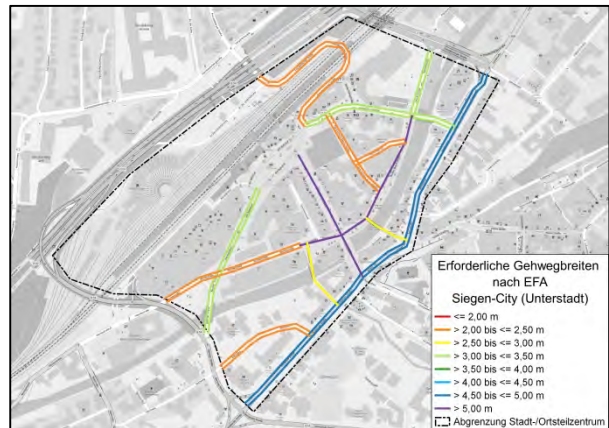 Erforderliche Gehwegbreiten
nach EFA
Siegen-City (Unterstadt)
<= 2,00 m
> 2,00 bis <= 2,50 m
> 2,50 bis <= 3,00 m
> 3,00 bis <= 3,50 m
> 3,50 bis <= 4,00 m
> 4,00 bis <= 4,50 m
> 4,50 bis <= 5,00 m
> 5,00 m
Abgrenzung Stadt-/Ortsteilzentrum